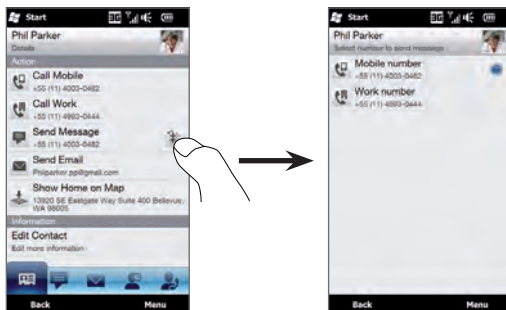 Start
Phil Parker
Details
Action
Call Mobile
+55 (11) 4003-0482
Call Work
+55 (11) 4993-0444
Send Message
+55 (11) 4003-0482
Send Email
Philparker.pp@gmail.com
Show Home on Map
13920 SE Eastgate Way Suite 400 Bellevue,
WA 98005
Information
Edit Contact
Edit more information
Back Menu
Start
Phil Parker
Select number to send message
Mobile number
+55 (11) 4003-0482
Work number
+55 (11) 4993-0444
Back Menu